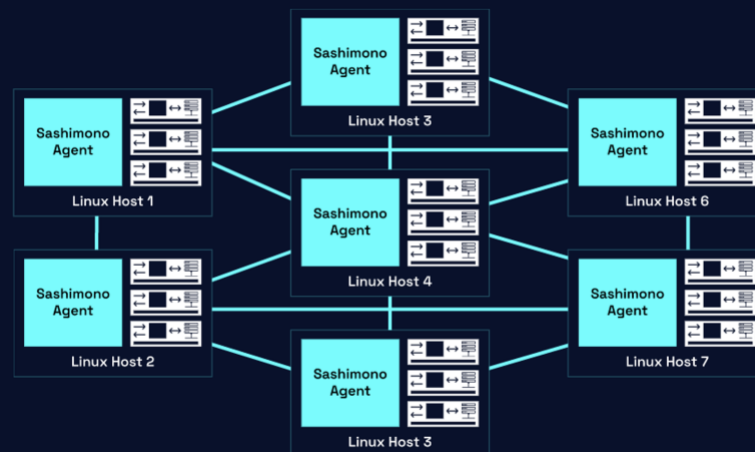 Sashimono
Agent
Linux Host 3
Sashimono
Agent
Linux Host 1
Sashimono
Agent
Linux Host 6
Sashimono
Agent
Linux Host 4
Sashimono
Agent
Linux Host 2
Sashimono
Agent
Linux Host 7
Sashimono
Agent
Linux Host 3